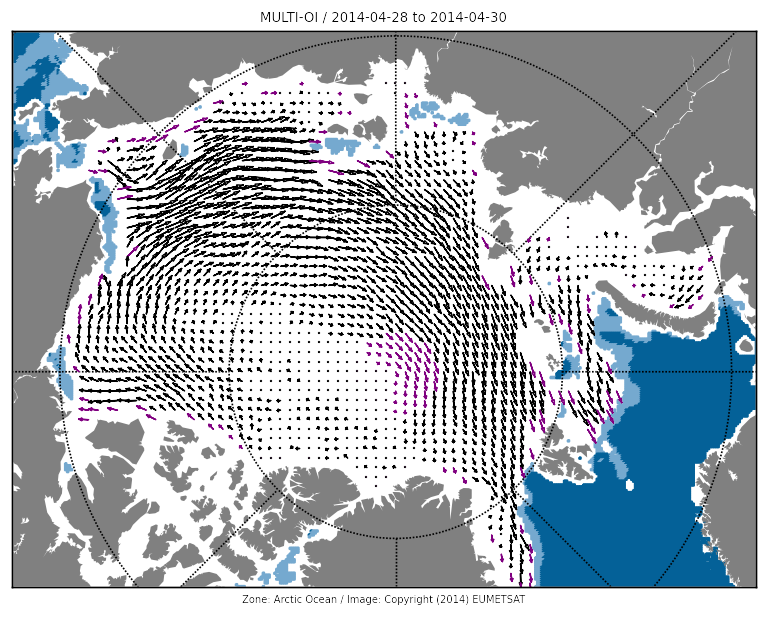 MULTI-OI / 2014-04-28 to 2014-04-30
Zone: Arctic Ocean / Image: Copyright (2014) EUMETSAT